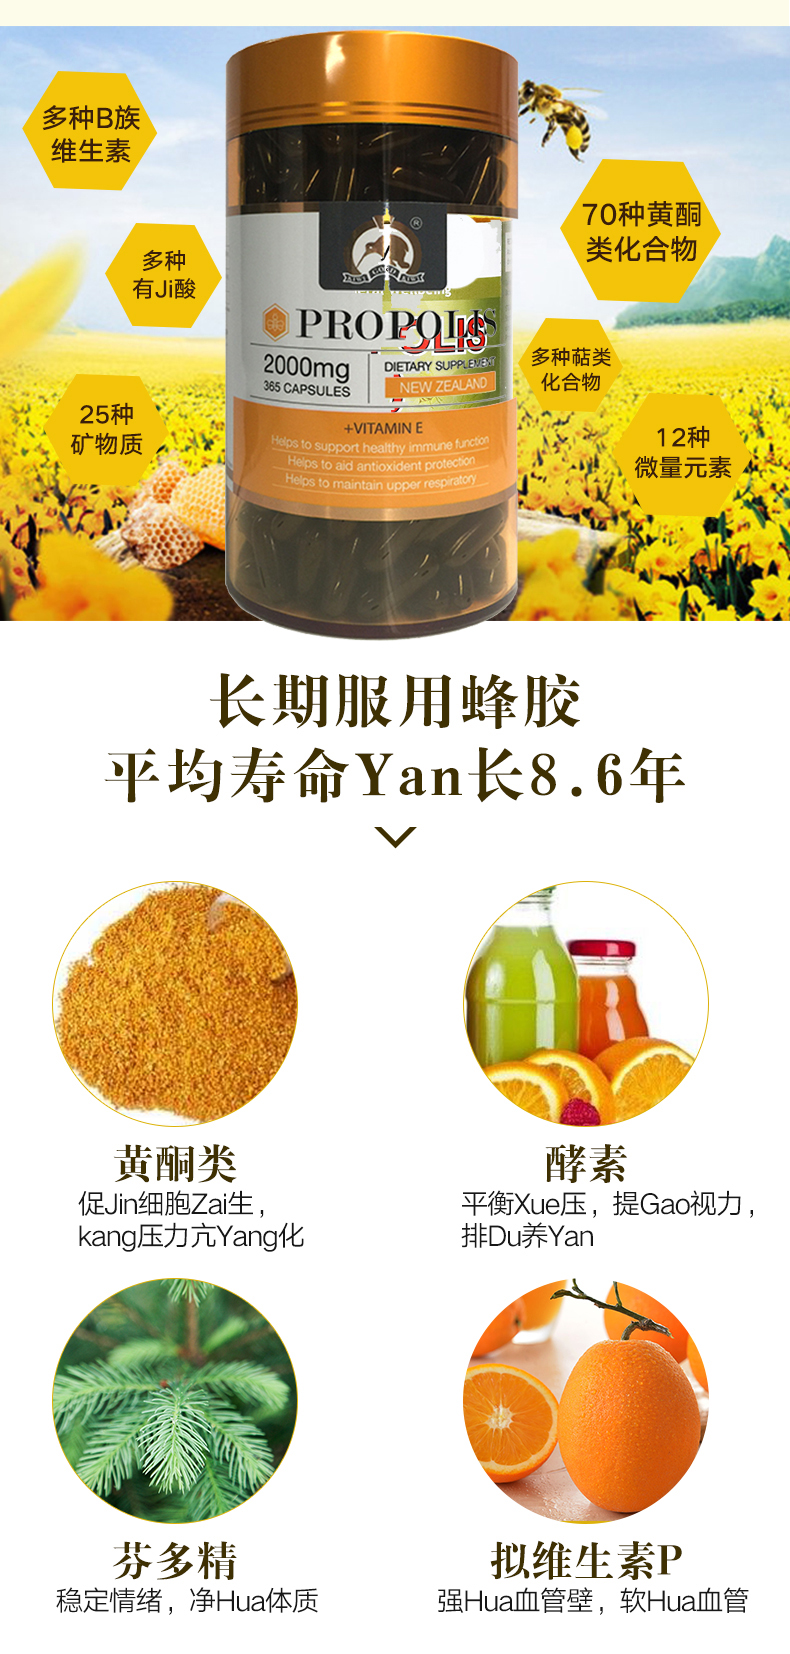 多种B族
维生素
多种
有Ji酸
25种
矿物质
70种黄酮
类化合物
多种萜类
化合物
12种
微量元素
®
PROPOLIS
2000mg
365 CAPSULES
DIETARY SUPPLEMENT
NEW ZEALAND
+VITAMIN E
Helps to support healthy immune function
Helps to aid antioxident protection
Helps to maintain upper respiratory
长期服用蜂胶
平均寿命Yan长8.6年
黄酮类
促Jin细胞Zai生，
kang压力亢Yang化
酵素
平衡Xue压，提Gao视力，
排Du养Yan
芬多精
稳定情绪，净Hua体质
拟维生素P
强Hua血管壁，软Hua血管